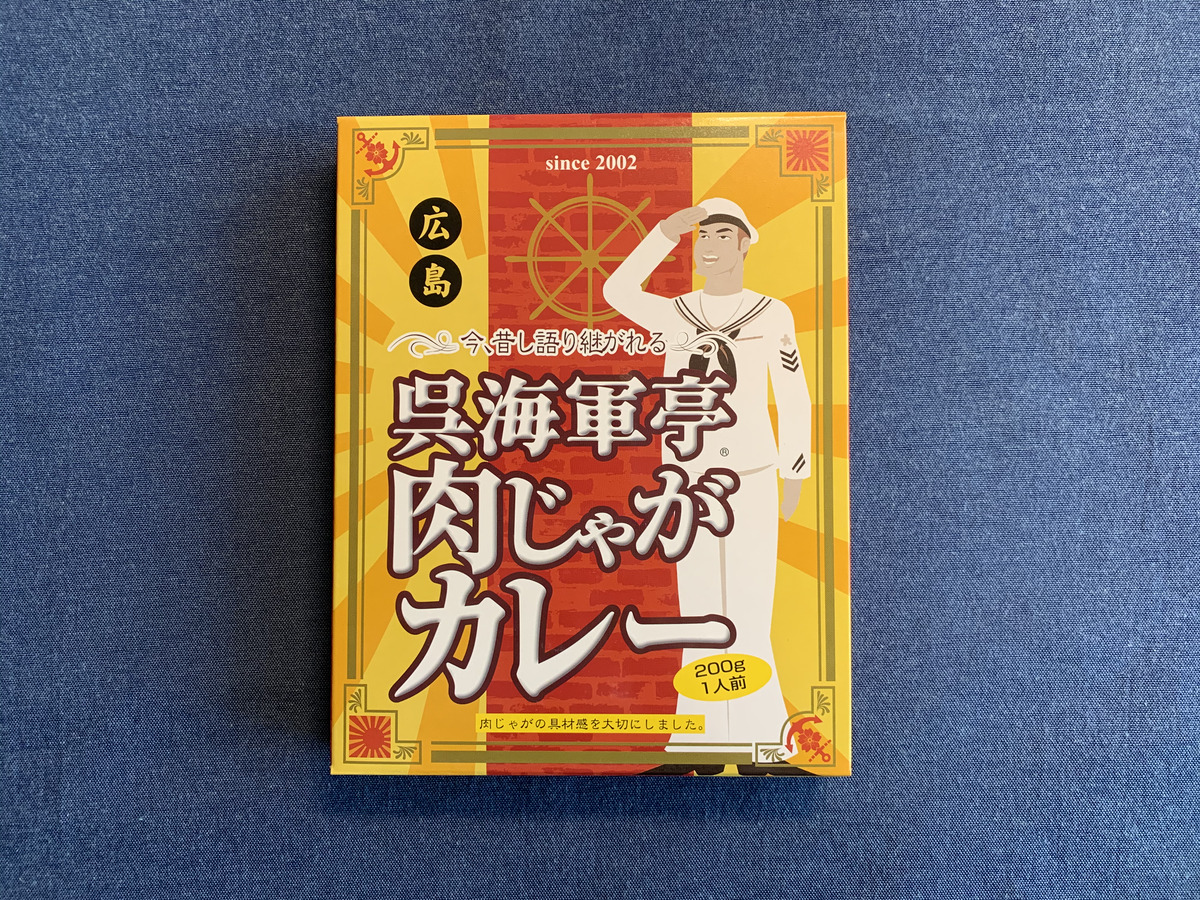 since 2002
広島
今、昔し語り継がれる
呉海軍亭®
肉じゃが
カレー
200g
1人前
肉じゃがの具材感を大切にしました。